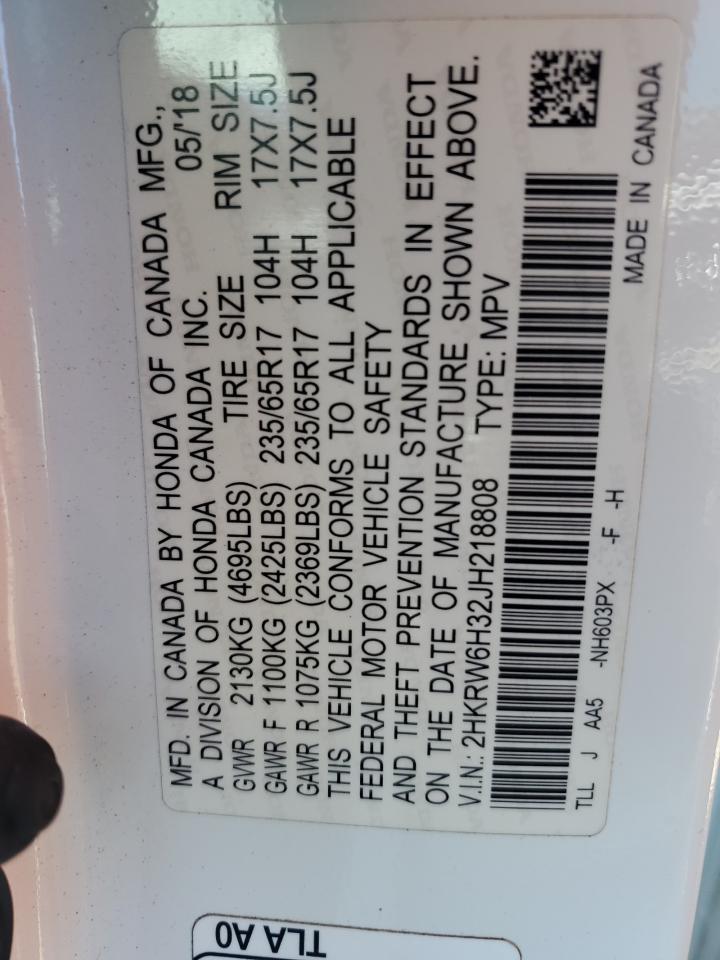 MFD. IN CANADA BY HONDA OF CANADA MFG.,
A DIVISION OF HONDA CANADA INC. 05/'18
GVWR 2130KG (4695LBS) TIRE SIZE RIM SIZE
GAWR F 1100KG (2425LBS) 235/65R17 104H 17X7.5J
GAWR R 1075KG (2369LBS) 235/65R17 104H 17X7.5J
THIS VEHICLE CONFORMS TO ALL APPLICABLE
FEDERAL MOTOR VEHICLE SAFETY
AND THEFT PREVENTION STANDARDS IN EFFECT
ON THE DATE OF MANUFACTURE SHOWN ABOVE.
V.I.N.: 2HKRW6H32JH218808 TYPE: MPV
TLL J AA5 -NH603PX -F -H
MADE IN CANADA
TLA A0